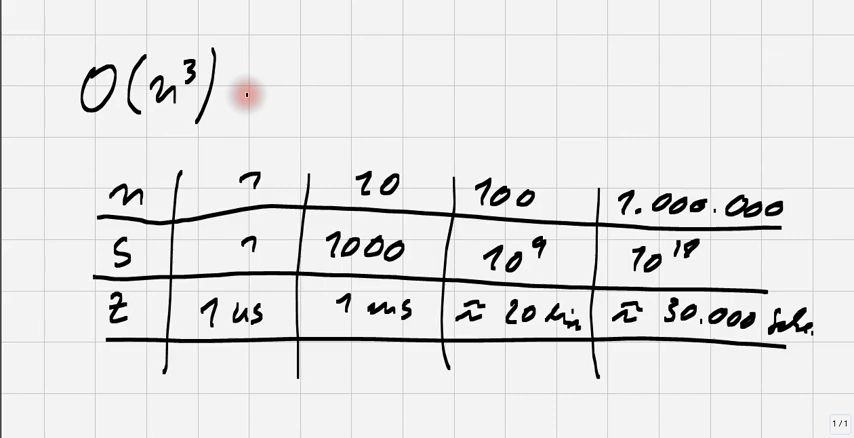 O(n³)
n 1 10 100 1.000.000
S 1 1000 10⁹ 10¹⁸
Z 1 us 1 ms ≈ 20 Min ≈ 30.000 Jahr.
1/1